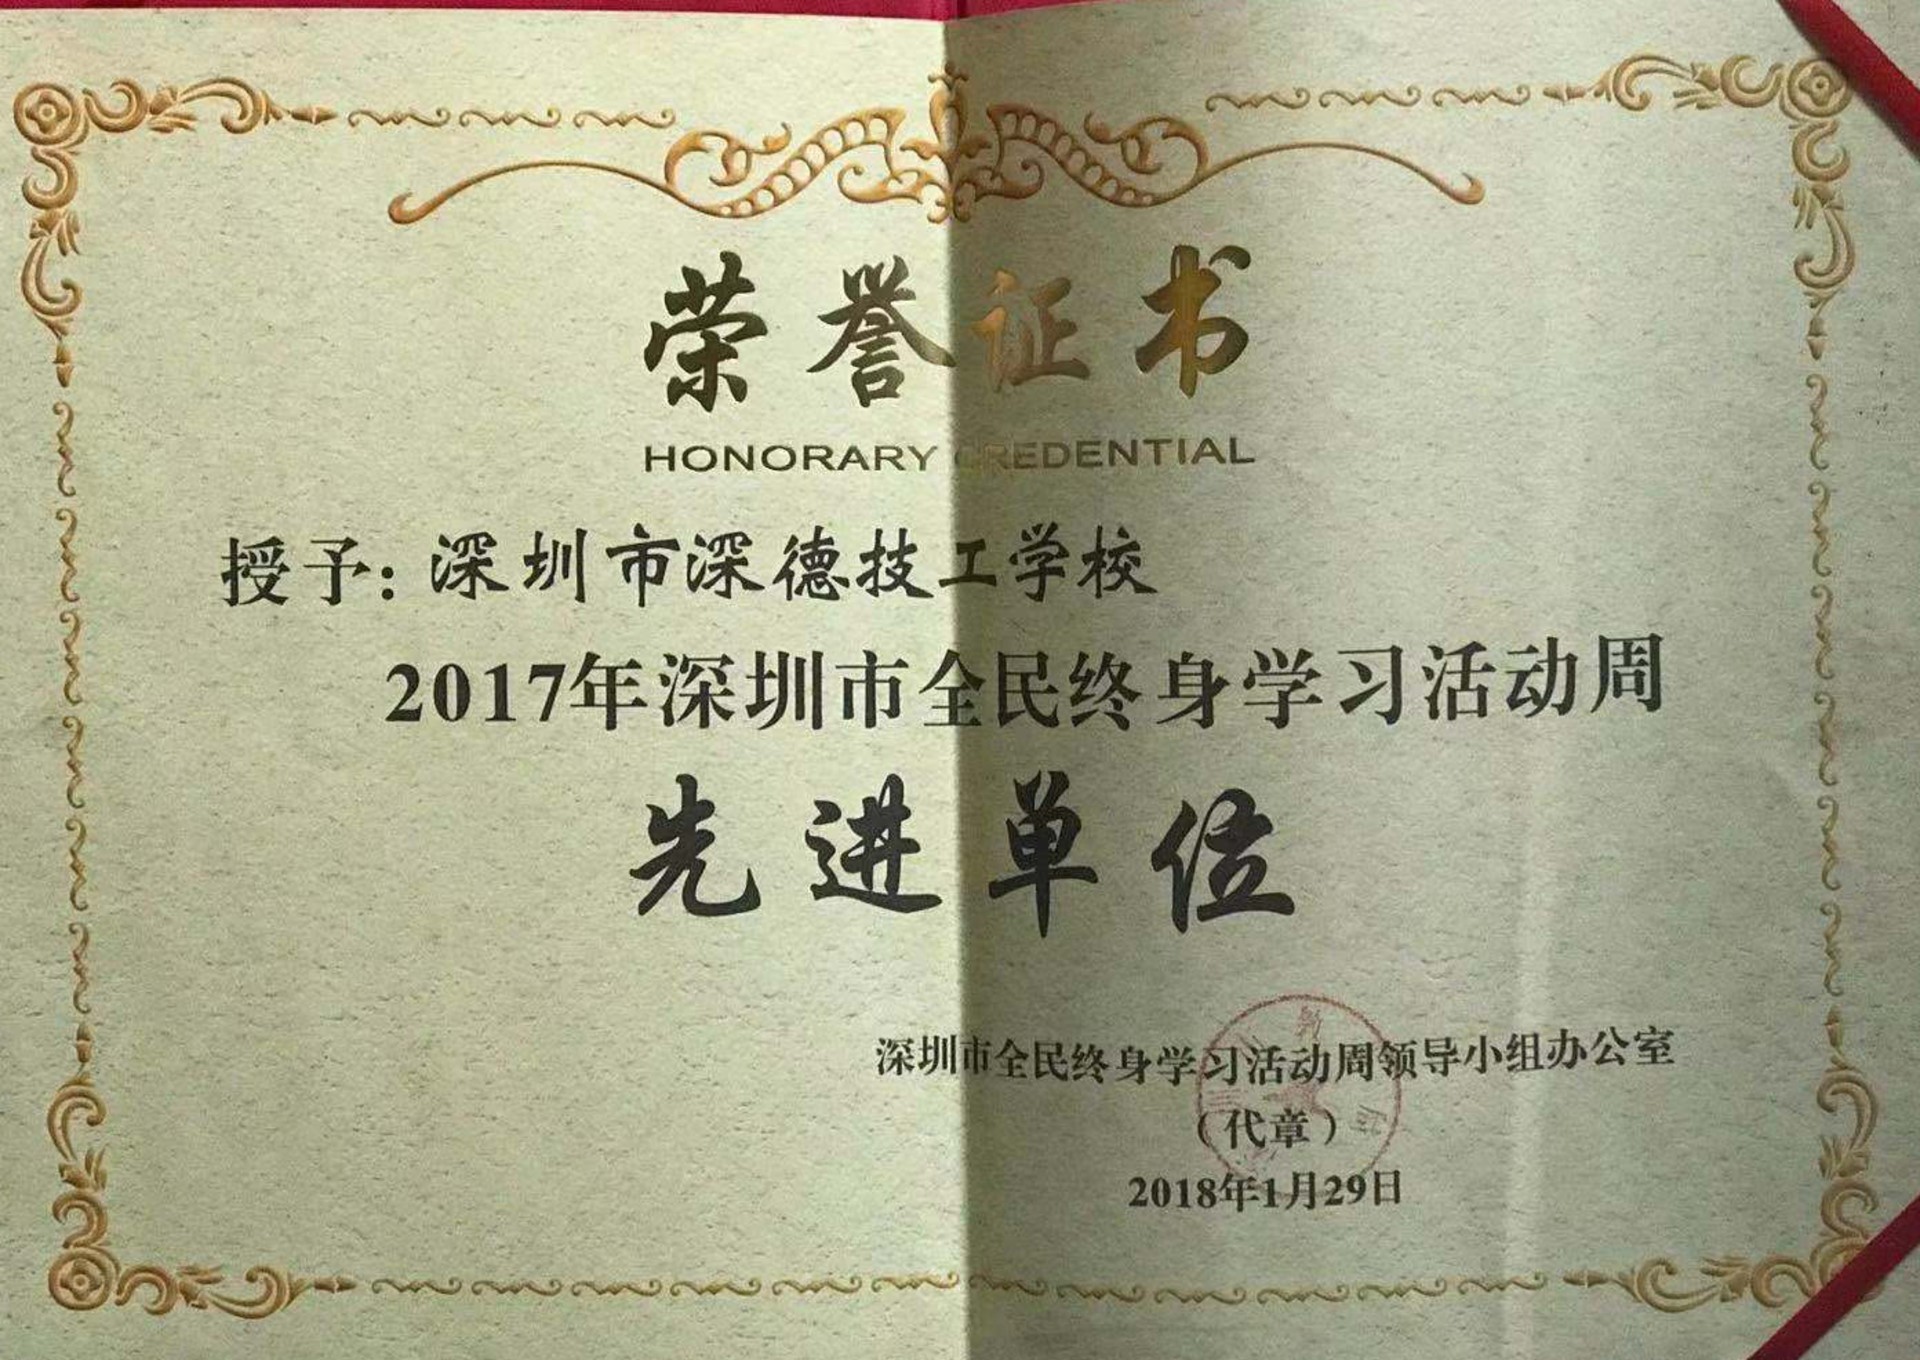 荣誉证书
HONORARY CREDENTIAL
授予:深圳市深德技工学校
2017年深圳市全民终身学习活动周
先进单位
深圳市全民终身学习活动周领导小组办公室
(代章)
2018年1月29日